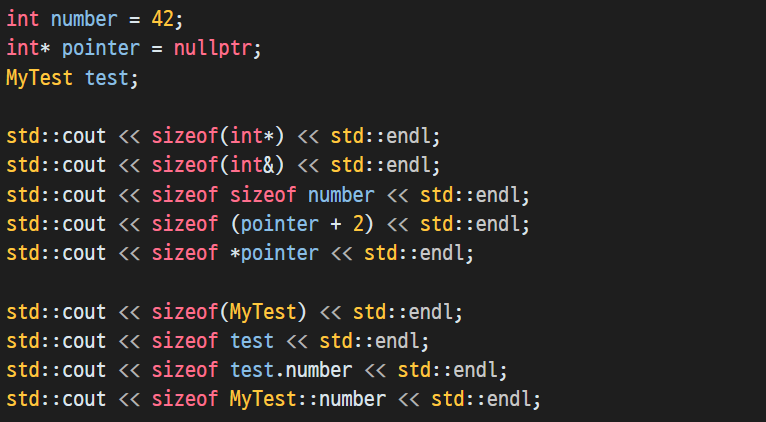 int number = 42;
int* pointer = nullptr;
MyTest test;
std::cout << sizeof(int*) << std::endl;
std::cout << sizeof(int&) << std::endl;
std::cout << sizeof sizeof number << std::endl;
std::cout << sizeof (pointer + 2) << std::endl;
std::cout << sizeof *pointer << std::endl;
std::cout << sizeof(MyTest) << std::endl;
std::cout << sizeof test << std::endl;
std::cout << sizeof test.number << std::endl;
std::cout << sizeof MyTest::number << std::endl;